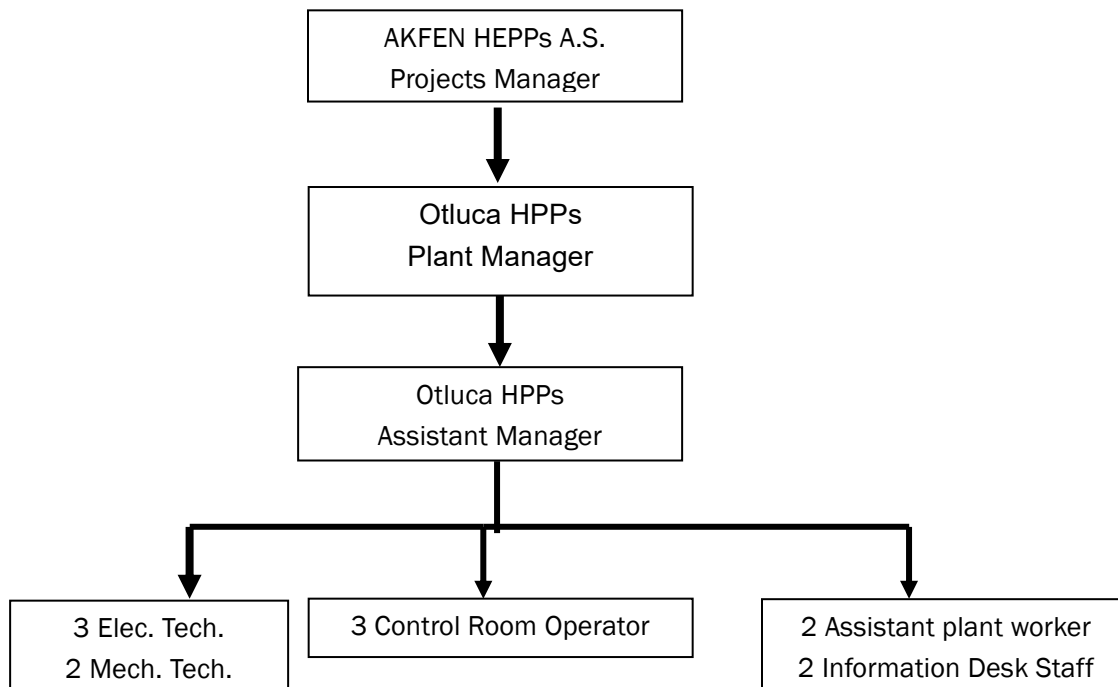 AKFEN HEPPs A.S.
Projects Manager
Otluca HPPs
Plant Manager
Otluca HPPs
Assistant Manager
3 Elec. Tech.
2 Mech. Tech.
3 Control Room Operator
2 Assistant plant worker
2 Information Desk Staff